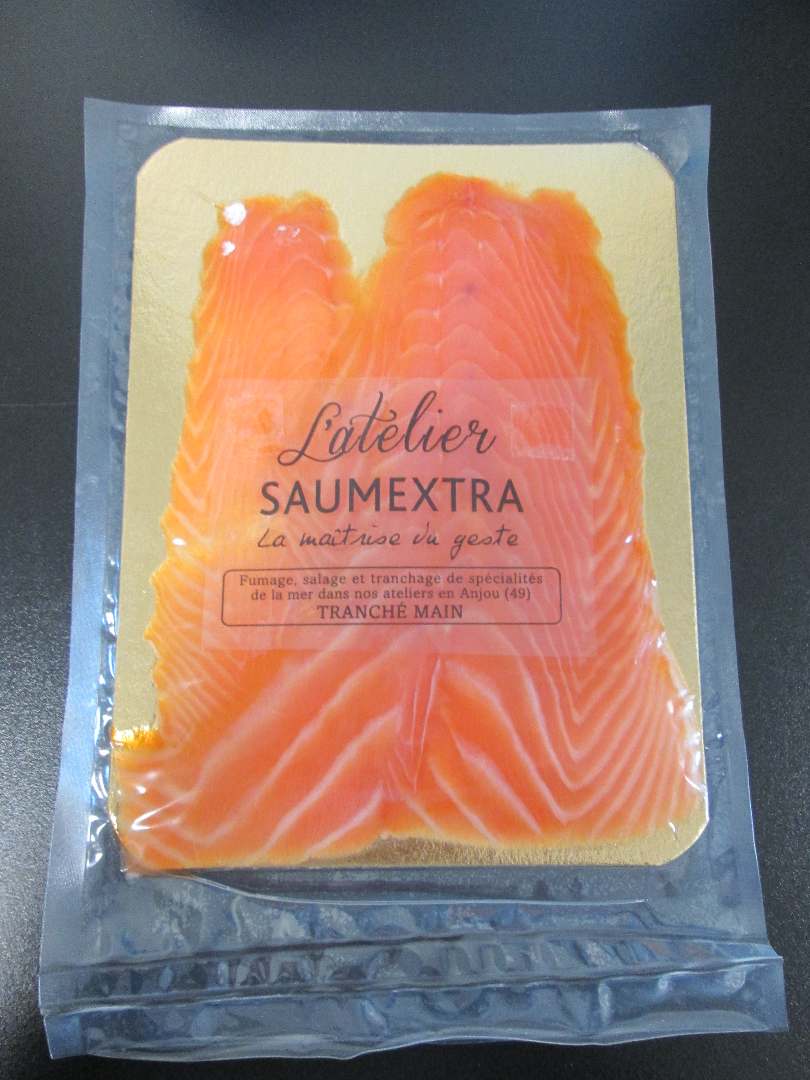 L'atelier
SAUMEXTRA
La maîtrise du geste
Fumage, salage et tranchage de spécialités
de la mer dans nos ateliers en Anjou (49)
TRANCHÉ MAIN